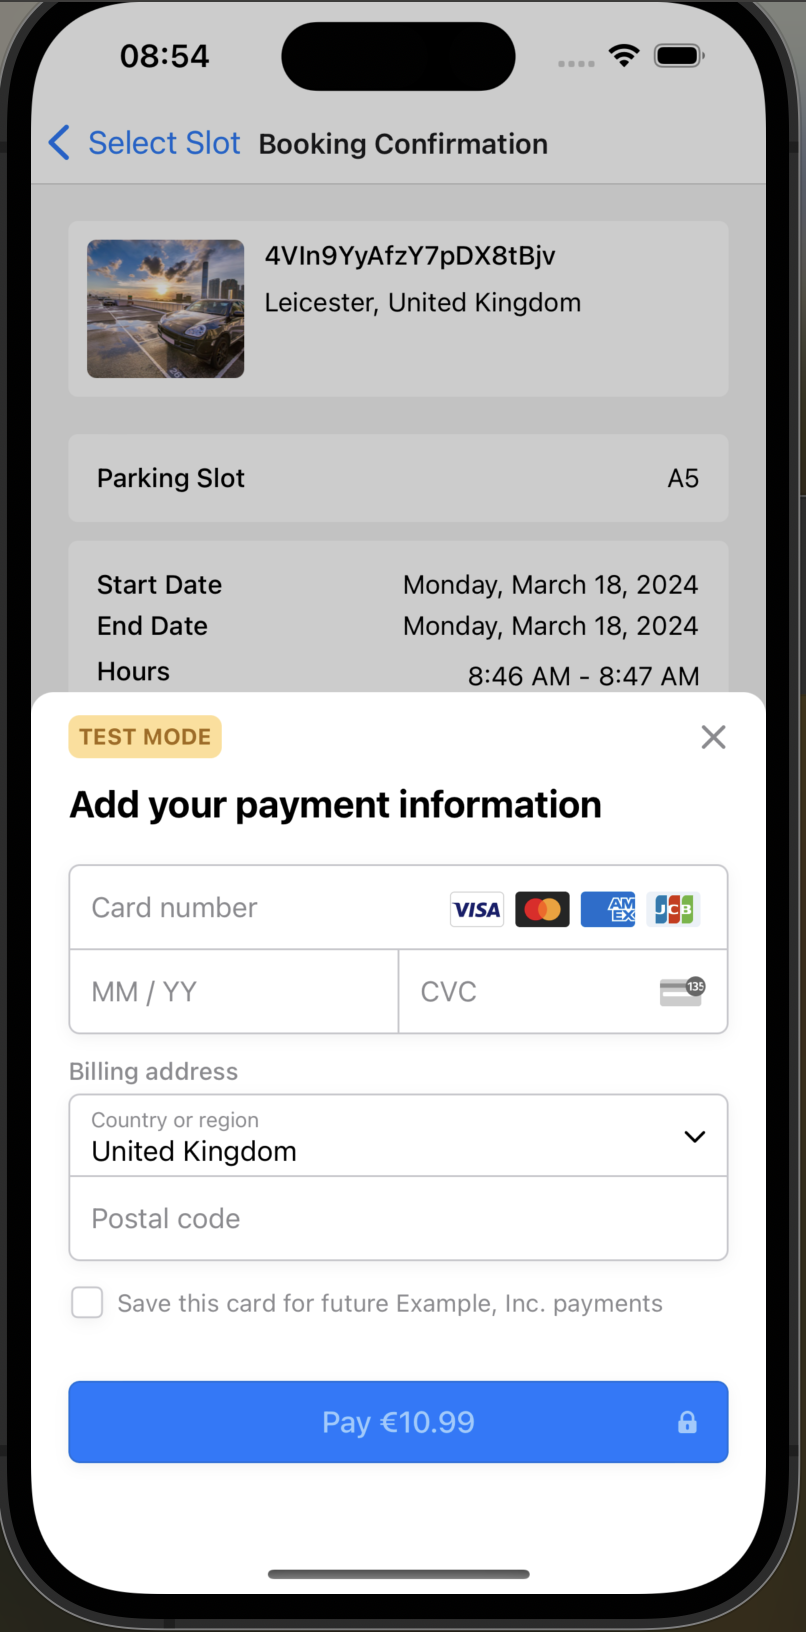 08:54
Select Slot Booking Confirmation
4VIn9YyAfzY7pDX8tBjv
Leicester, United Kingdom
Parking Slot A5
Start Date Monday, March 18, 2024
End Date Monday, March 18, 2024
Hours 8:46 AM - 8:47 AM
TEST MODE
Add your payment information
Card number VISA AM EX JCB
MM / YY CVC 135
Billing address
Country or region
United Kingdom
Postal code
Save this card for future Example, Inc. payments
Pay €10.99